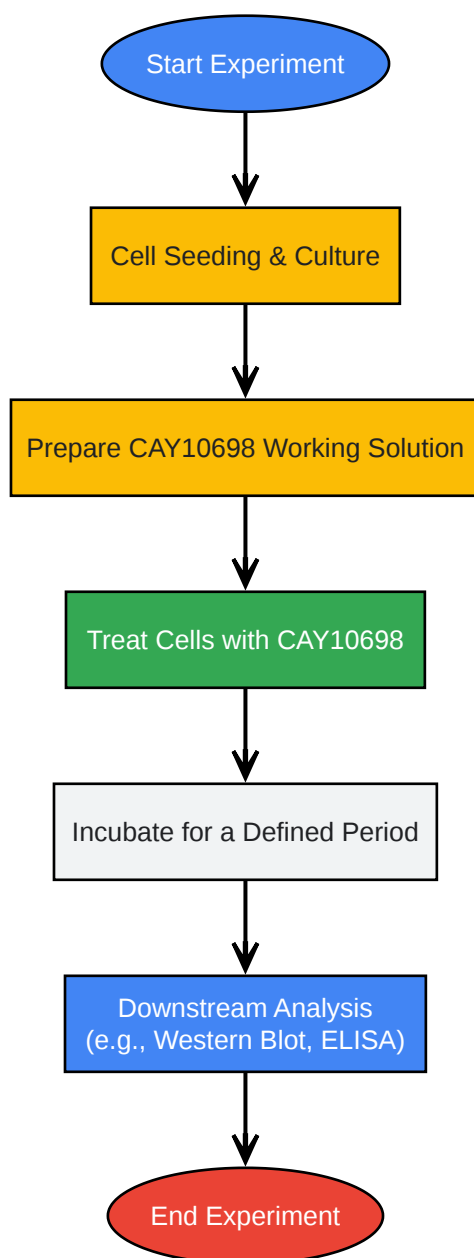 Start Experiment
Cell Seeding & Culture
Prepare CAY10698 Working Solution
Treat Cells with CAY10698
Incubate for a Defined Period
Downstream Analysis
(e.g., Western Blot, ELISA)
End Experiment